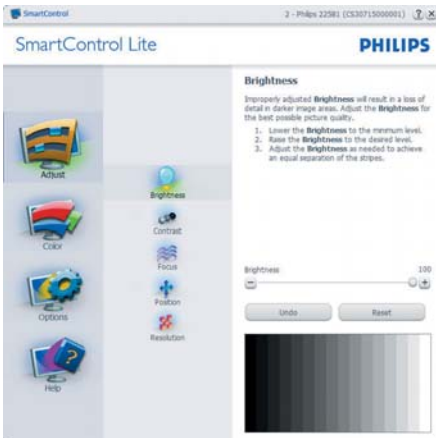 SmartControl
2 - Philips 225B1 (CS30715000001)
SmartControl Lite
PHILIPS
Adjust
Color
Options
Help
Brightness
Contrast
Focus
Position
Resolution
Brightness
Improperly adjusted Brightness will result in a loss of
detail in darker image areas. Adjust the Brightness for
the best possible picture quality.
1. Lower the Brightness to the minimum level.
2. Raise the Brightness to the desired level.
3. Adjust the Brightness as needed to achieve
an equal separation of the stripes.
Brightness 100
Undo Reset